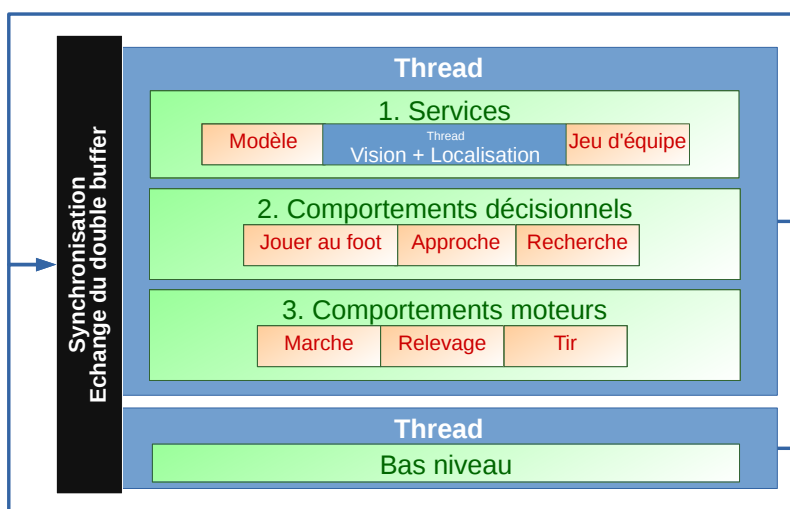 Synchronisation
Echange du double buffer
Thread
1. Services
Modèle
Thread
Vision + Localisation
Jeu d'équipe
2. Comportements décisionnels
Jouer au foot
Approche
Recherche
3. Comportements moteurs
Marche
Relevage
Tir
Thread
Bas niveau